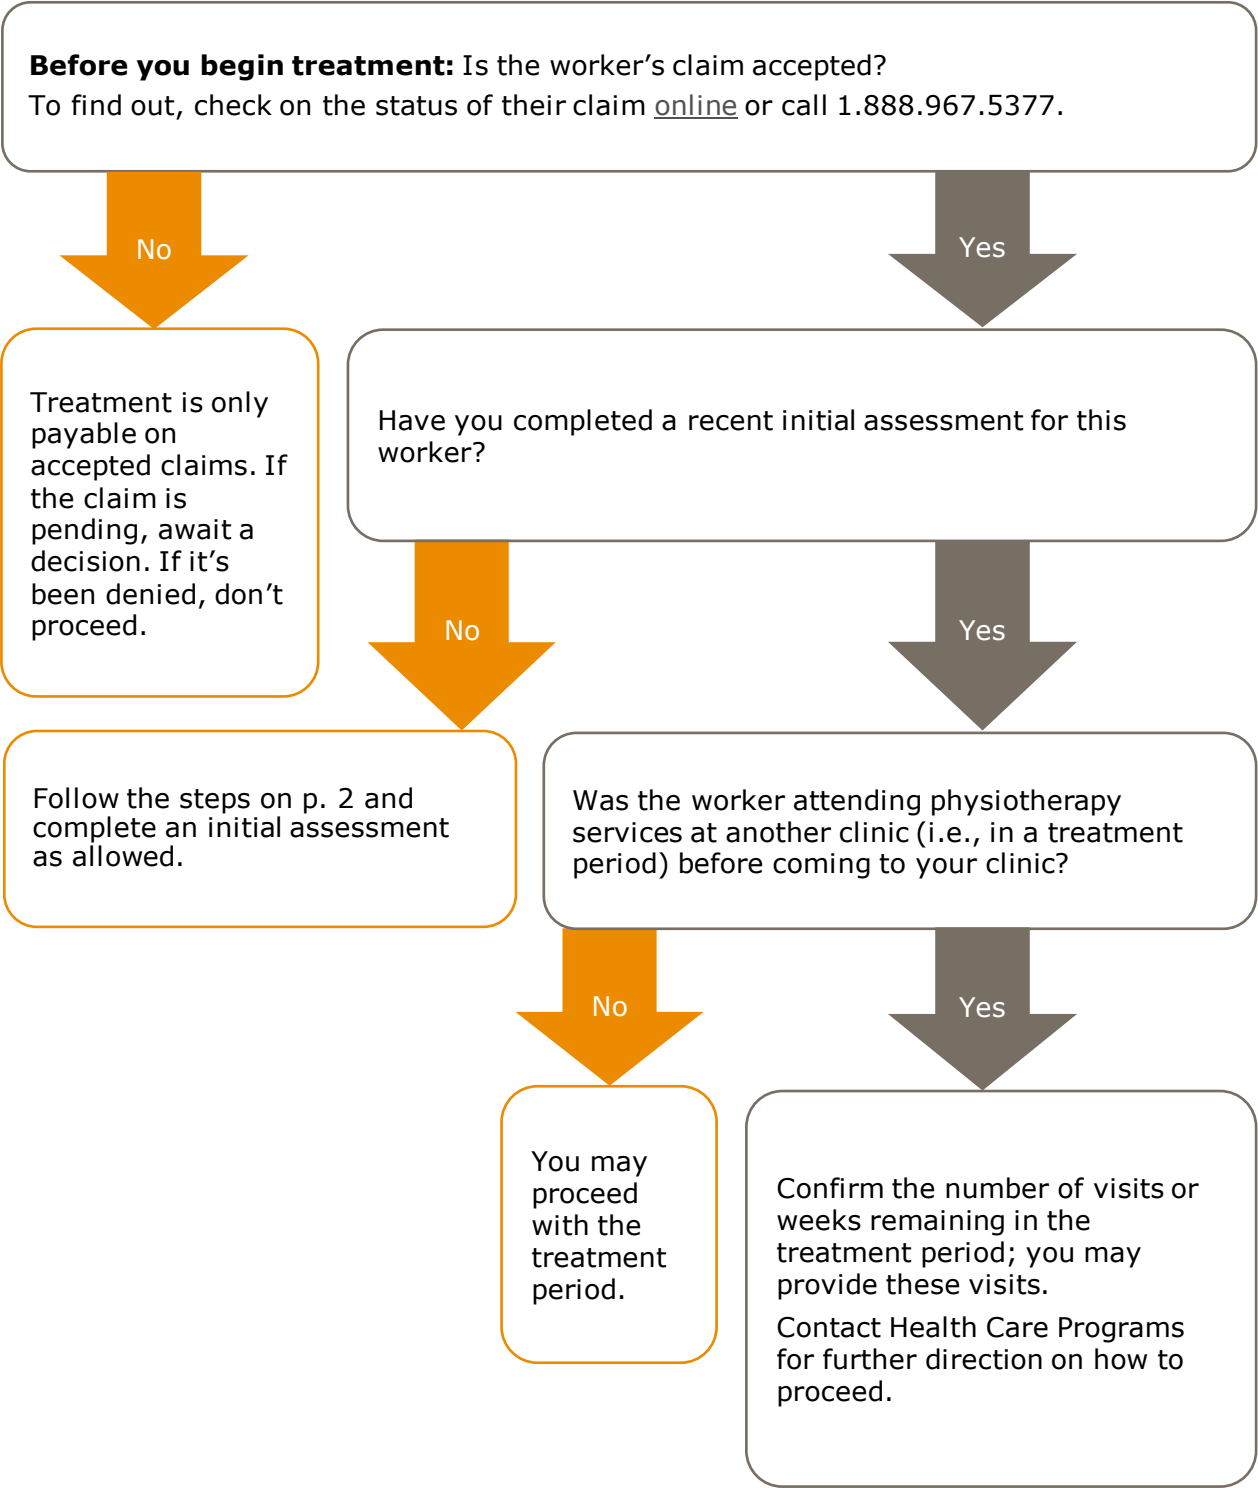 Before you begin treatment: Is the worker’s claim accepted?
To find out, check on the status of their claim online or call 1.888.967.5377.
No
Yes
Treatment is only
payable on
accepted claims. If
the claim is
pending, await a
decision. If it’s
been denied, don’t
proceed.
Have you completed a recent initial assessment for this
worker?
No
Yes
Follow the steps on p. 2 and
complete an initial assessment
as allowed.
Was the worker attending physiotherapy
services at another clinic (i.e., in a treatment
period) before coming to your clinic?
No
Yes
You may
proceed
with the
treatment
period.
Confirm the number of visits or
weeks remaining in the
treatment period; you may
provide these visits.
Contact Health Care Programs
for further direction on how to
proceed.